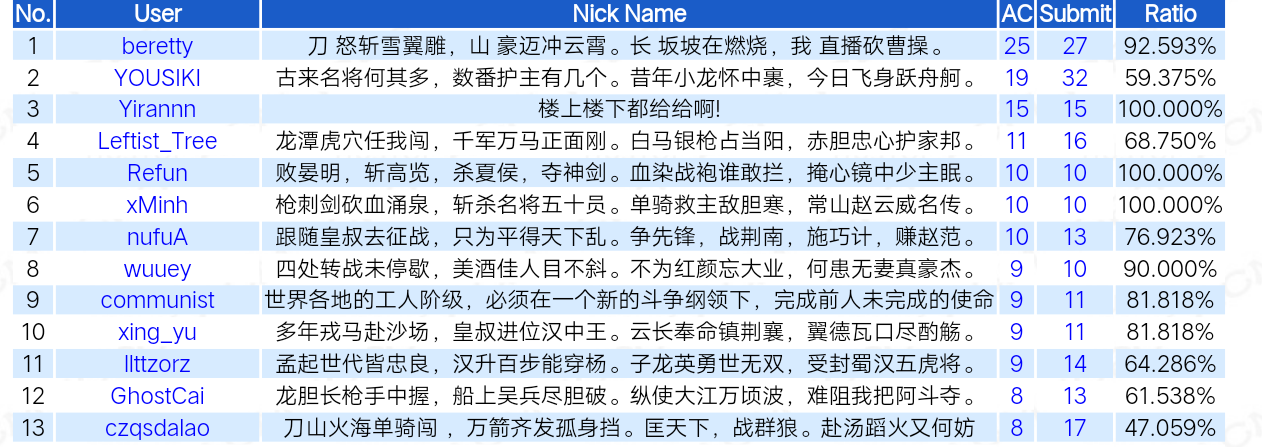 No. User Nick Name AC Submit Ratio
1 beretty 刀 怒斩雪翼雕，山 豪迈冲云霄。长 坂坡在燃烧，我 直播砍曹操。 25 27 92.593%
2 YOUSIKI 古来名将何其多，数番护主有几个。昔年小龙怀中裹，今日飞身跃舟舸。 19 32 59.375%
3 Yirannn 楼上楼下都给给啊! 15 15 100.000%
4 Leftist_Tree 龙潭虎穴任我闯，千军万马正面刚。白马银枪占当阳，赤胆忠心护家邦。 11 16 68.750%
5 Refun 败晏明，斩高览，杀夏侯，夺神剑。血染战袍谁敢拦，掩心镜中少主眠。 10 10 100.000%
6 xMinh 枪刺剑砍血涌泉，斩杀名将五十员。单骑救主敌胆寒，常山赵云威名传。 10 10 100.000%
7 nufuA 跟随皇叔去征战，只为平得天下乱。争先锋，战荆南，施巧计，赚赵范。 10 13 76.923%
8 wuuey 四处转战未停歇，美酒佳人目不斜。不为红颜忘大业，何患无妻真豪杰。 9 10 90.000%
9 communist 世界各地的工人阶级，必须在一个新的斗争纲领下，完成前人未完成的使命 9 11 81.818%
10 xing_yu 多年戎马赴沙场，皇叔进位汉中王。云长奉命镇荆襄，翼德瓦口尽酌觞。 9 11 81.818%
11 llttzorz 孟起世代皆忠良，汉升百步能穿杨。子龙英勇世无双，受封蜀汉五虎将。 9 14 64.286%
12 GhostCai 龙胆长枪手中握，船上吴兵尽胆破。纵使大江万顷波，难阻我把阿斗夺。 8 13 61.538%
13 czqsdalao 刀山火海单骑闯 ，万箭齐发孤身挡。匡天下，战群狼。赴汤蹈火又何妨 8 17 47.059%